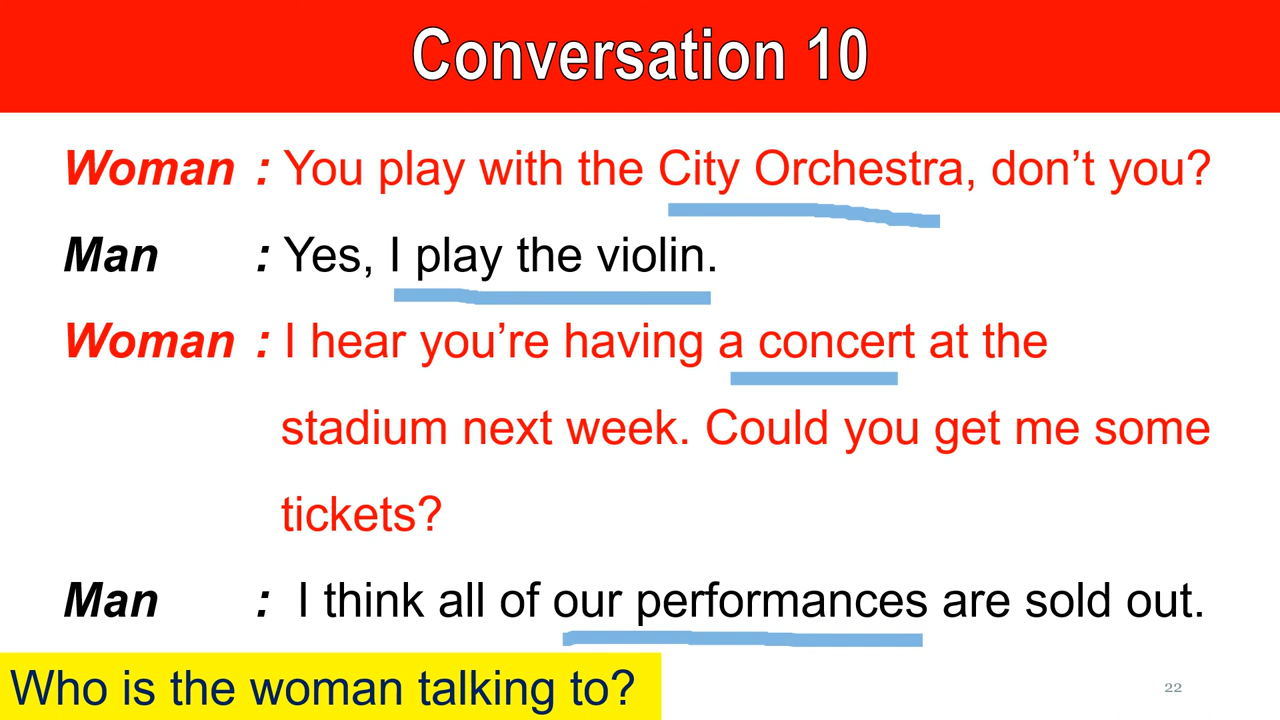 Conversation 10
Woman : You play with the City Orchestra, don’t you?
Man : Yes, I play the violin.
Woman : I hear you’re having a concert at the
stadium next week. Could you get me some
tickets?
Man : I think all of our performances are sold out.
Who is the woman talking to?
22